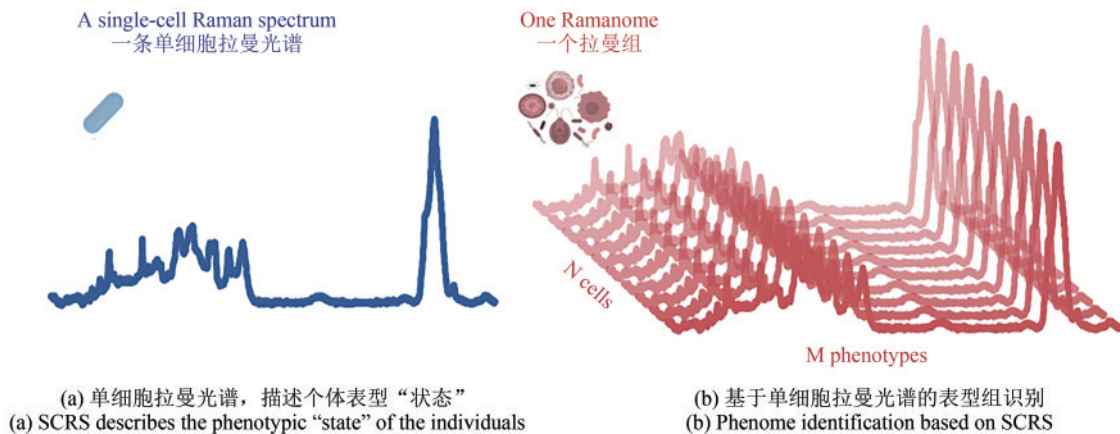 A single-cell Raman spectrum
一条单细胞拉曼光谱
One Ramanome
一个拉曼组
N cells
M phenotypes
(a) 单细胞拉曼光谱，描述个体表型“状态”
(a) SCRS describes the phenotypic “state” of the individuals
(b) 基于单细胞拉曼光谱的表型组识别
(b) Phenome identification based on SCRS